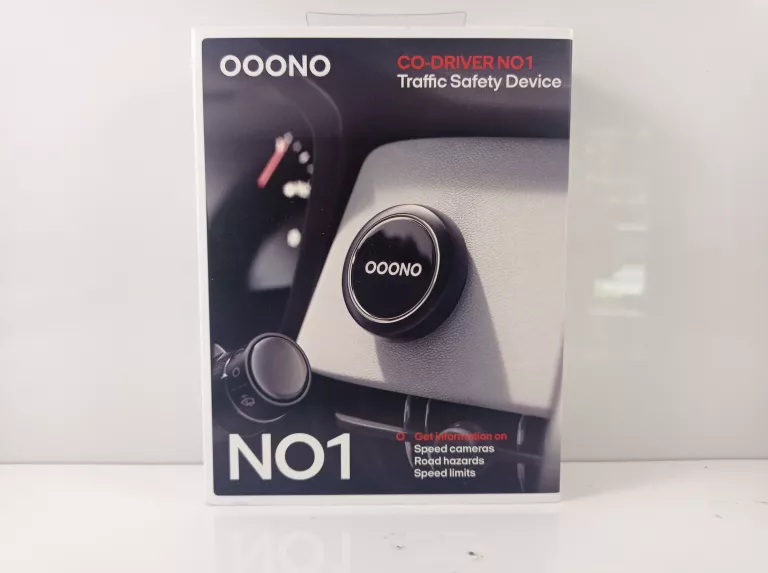 OOONO
CO-DRIVER NO1
Traffic Safety Device
OOONO
NO1
Get information on
Speed cameras
Road hazards
Speed limits